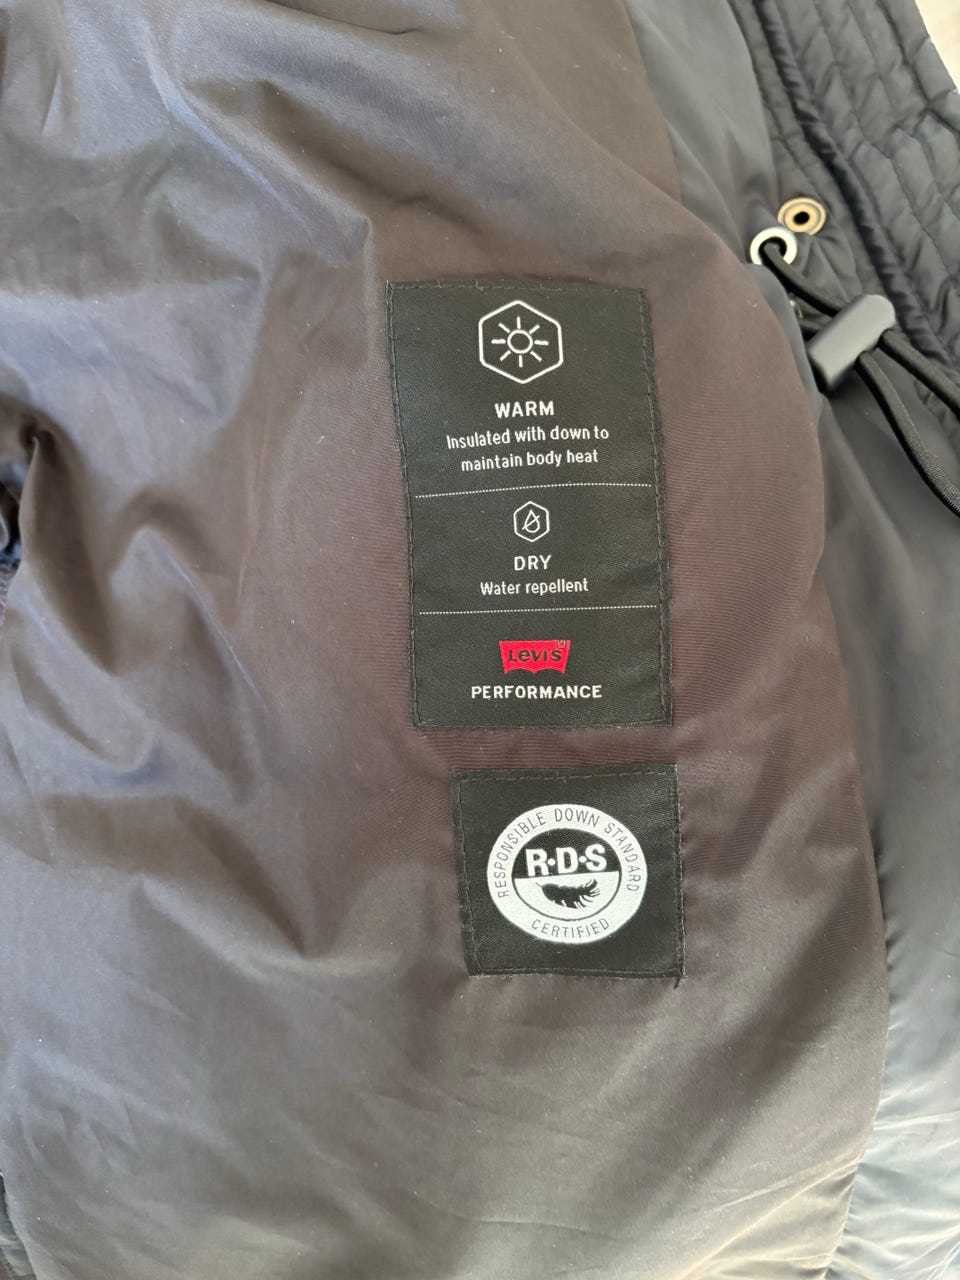 WARM
Insulated with down to
maintain body heat
DRY
Water repellent
Levi's
PERFORMANCE
RESPONSIBLE DOWN STANDARD
R·D·S
CERTIFIED